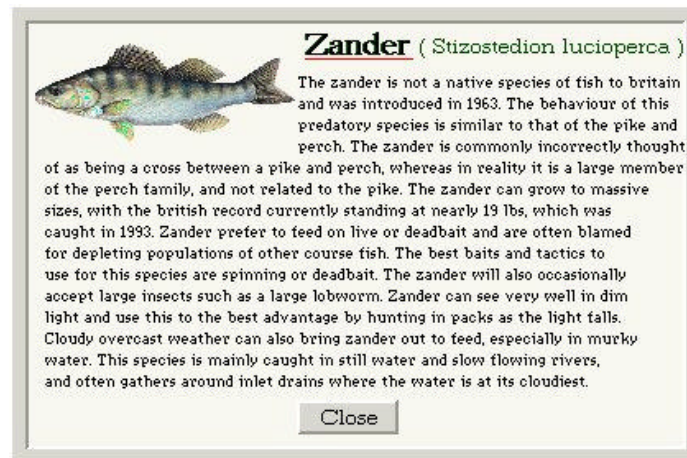 Zander ( Stizostedion lucioperca )
The zander is not a native species of fish to britain
and was introduced in 1963. The behaviour of this
predatory species is similar to that of the pike and
perch. The zander is commonly incorrectly thought
of as being a cross between a pike and perch, whereas in reality it is a large member
of the perch family, and not related to the pike. The zander can grow to massive
sizes, with the british record currently standing at nearly 19 lbs, which was
caught in 1993. Zander prefer to feed on live or deadbait and are often blamed
for depleting populations of other course fish. The best baits and tactics to
use for this species are spinning or deadbait. The zander will also occasionally
accept large insects such as a large lobworm. Zander can see very well in dim
light and use this to the best advantage by hunting in packs as the light falls.
Cloudy overcast weather can also bring zander out to feed, especially in murky
water. This species is mainly caught in still water and slow flowing rivers,
and often gathers around inlet drains where the water is at its cloudiest.
Close